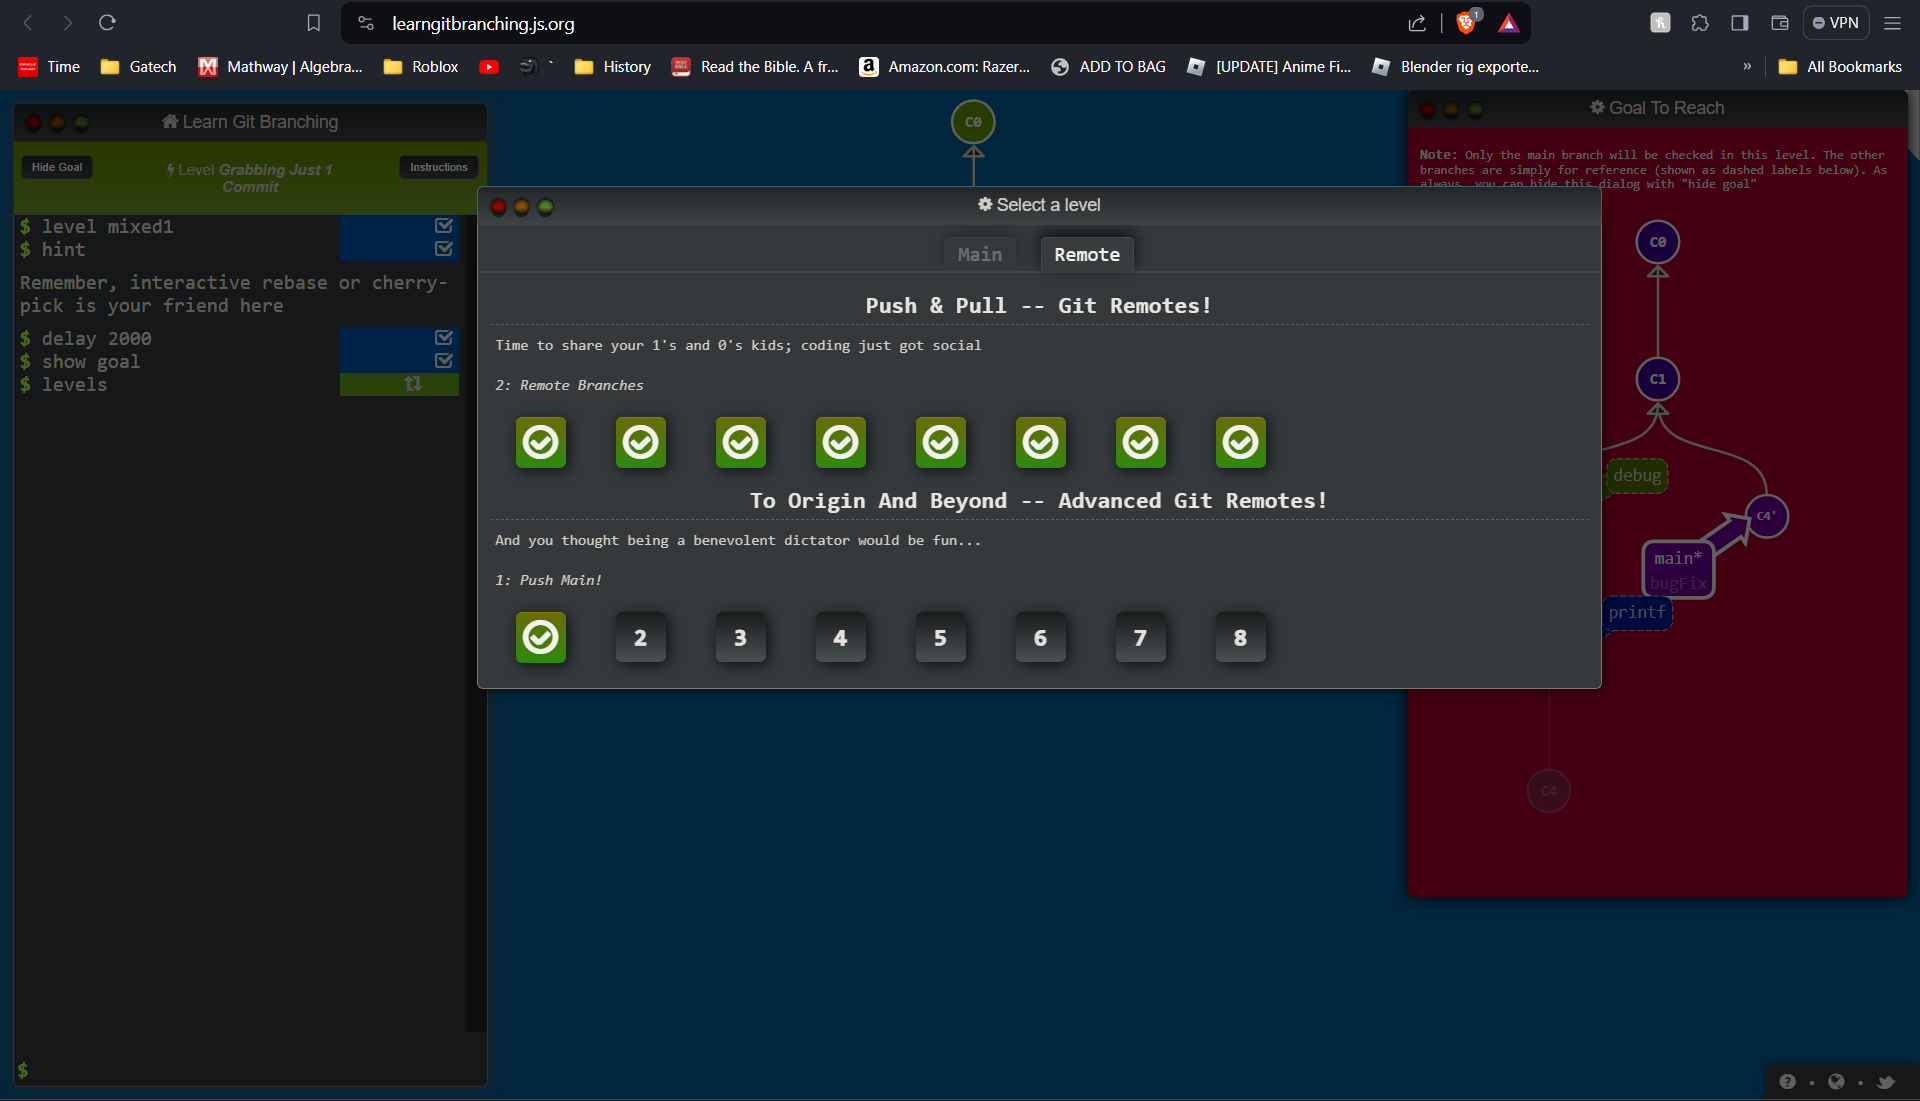 learngitbranching.js.org
1
VPN
Time
Gatech
Mathway | Algebra...
Roblox
`
History
Read the Bible. A fr...
Amazon.com: Razer...
ADD TO BAG
[UPDATE] Anime Fi...
Blender rig exporte...
»
All Bookmarks
Learn Git Branching
Hide Goal
Level Grabbing Just 1
Commit
Instructions
$ level mixed1
$ hint
Remember, interactive rebase or cherry-
pick is your friend here
$ delay 2000
$ show goal
$ levels
$
C0
Select a level
Main
Remote
Push & Pull -- Git Remotes!
Time to share your 1's and 0's kids; coding just got social
2: Remote Branches
To Origin And Beyond -- Advanced Git Remotes!
And you thought being a benevolent dictator would be fun...
1: Push Main!
2 3 4 5 6 7 8
Goal To Reach
Note: Only the main branch will be checked in this level. The other
branches are simply for reference (shown as dashed labels below). As
always, you can hide this dialog with "hide goal"
C0
C1
debug
C4'
main*
bugFix
printf
C4